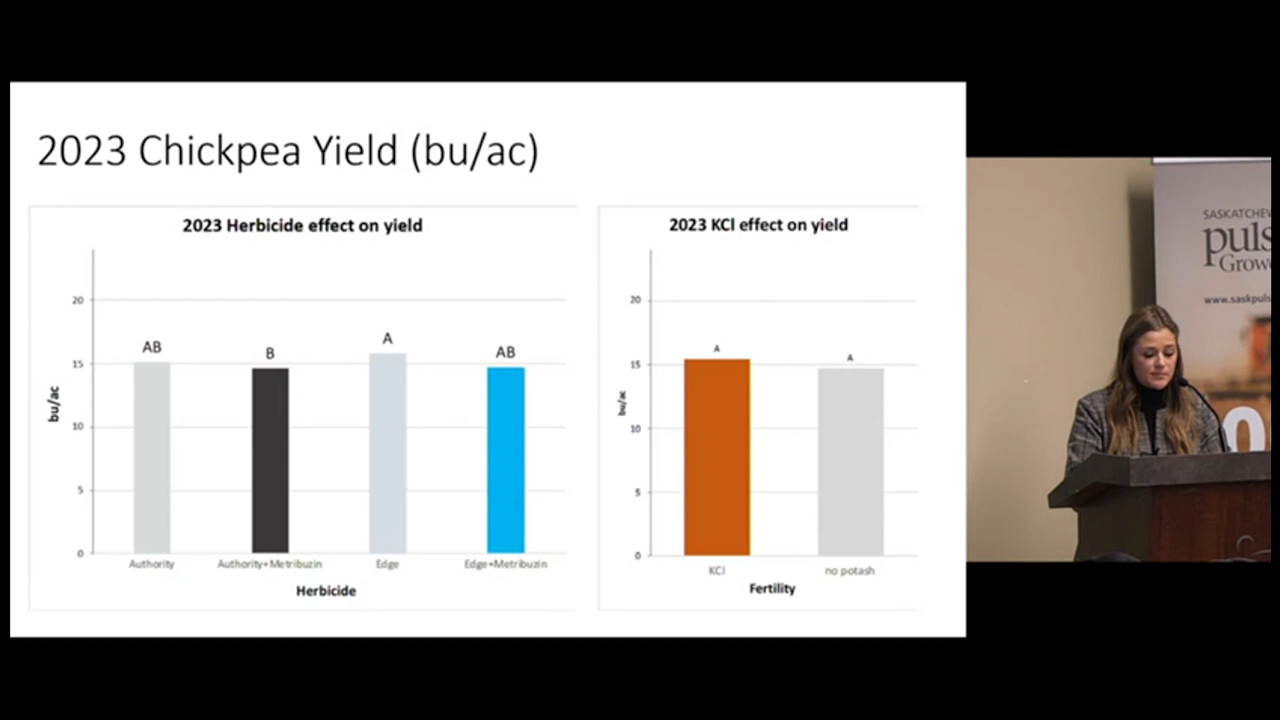 2023 Chickpea Yield (bu/ac)
2023 Herbicide effect on yield
20
15
10
5
0
bu/ac
AB
B
A
AB
Authority
Authority+Metribuzin
Edge
Edge+Metribuzin
Herbicide
2023 KCl effect on yield
20
15
10
5
0
bu/ac
A
A
KCl
no potash
Fertility
SASKATCHEW
puls
Grow
www.saskpuls
0